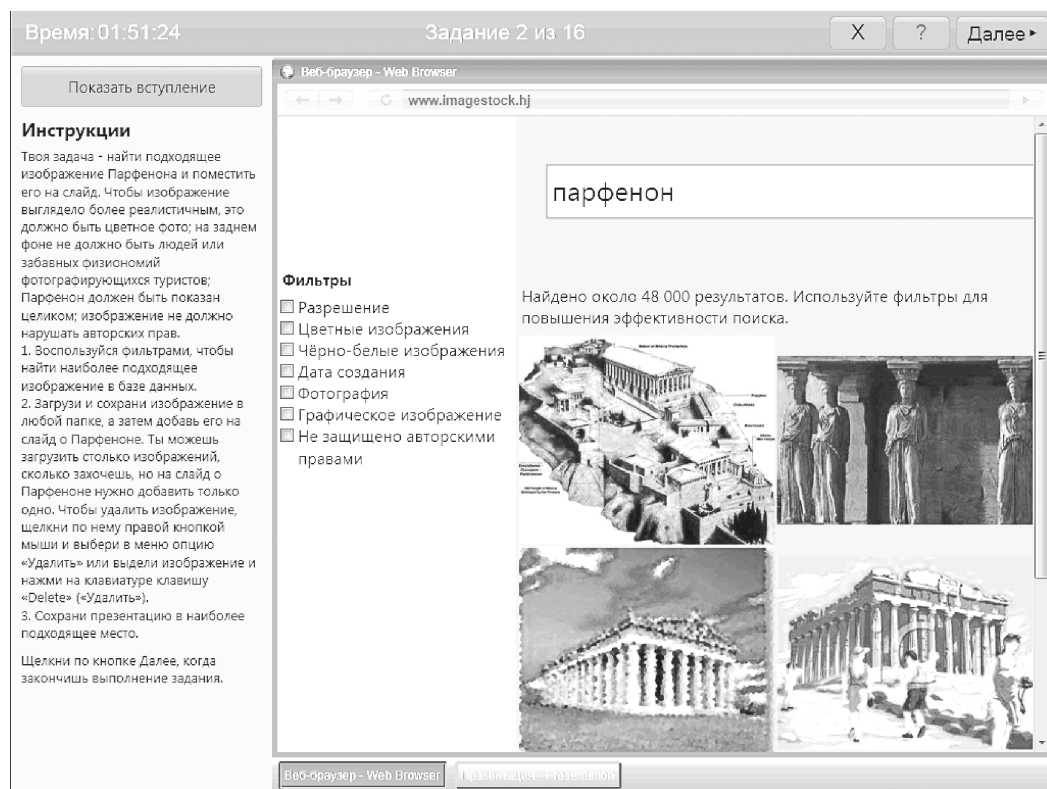 Время: 01:51:24
Задание 2 из 16
X
?
Далее
Показать вступление
Инструкции
Твоя задача - найти подходящее
изображение Парфенона и поместить
его на слайд. Чтобы изображение
выглядело более реалистичным, это
должно быть цветное фото; на заднем
фоне не должно быть людей или
забавных физиономий
фотографирующихся туристов;
Парфенон должен быть показан
целиком; изображение не должно
нарушать авторских прав.
1. Воспользуйся фильтрами, чтобы
найти наиболее подходящее
изображение в базе данных.
2. Загрузи и сохрани изображение в
любой папке, а затем добавь его на
слайд о Парфеноне. Ты можешь
загрузить столько изображений,
сколько захочешь, но на слайд о
Парфеноне нужно добавить только
одно. Чтобы удалить изображение,
щелкни по нему правой кнопкой
мыши и выбери в меню опцию
«Удалить» или выдели изображение и
нажми на клавиатуре клавишу
«Delete» («Удалить»).
3. Сохрани презентацию в наиболее
подходящее место.
Щелкни по кнопке Далее, когда
закончишь выполнение задания.
Веб-браузер - Web Browser
www.imagestock.hj
парфенон
Фильтры
Разрешение
Цветные изображения
Чёрно-белые изображения
Дата создания
Фотография
Графическое изображение
Не защищено авторскими
правами
Найдено около 48 000 результатов. Используйте фильтры для
повышения эффективности поиска.
Веб-браузер - Web Browser
Презентация - Presentation